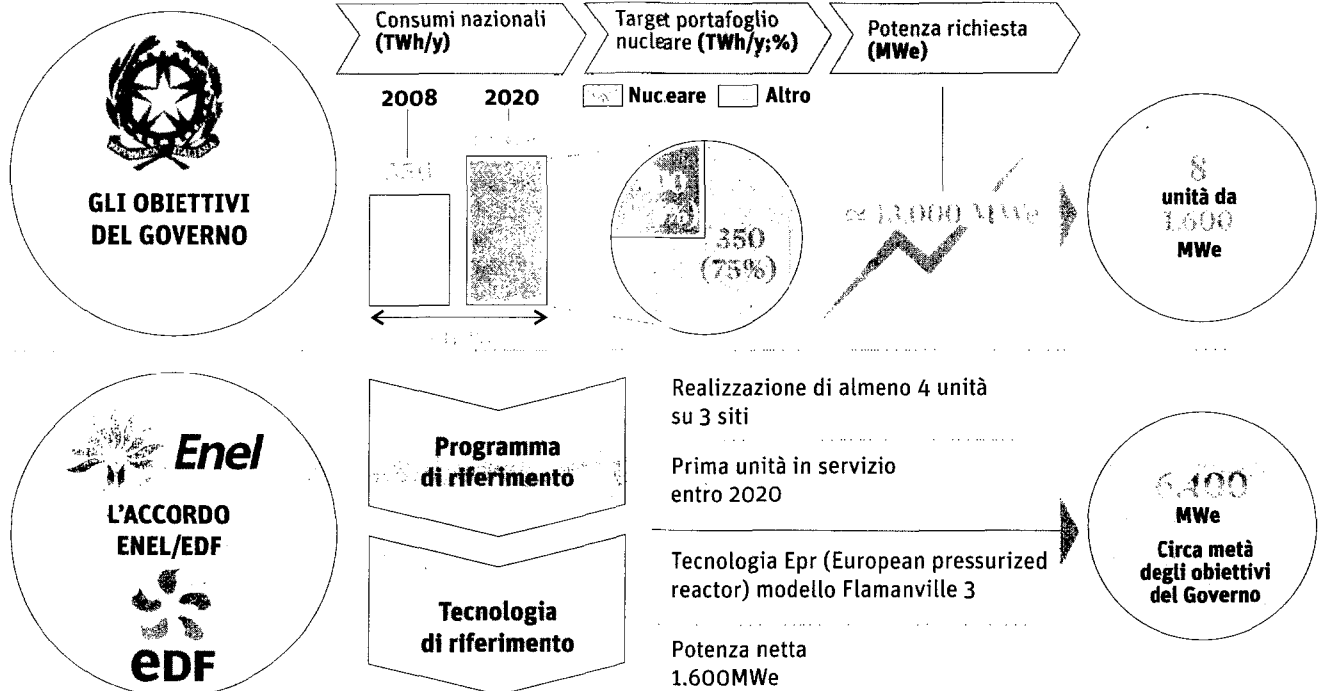 Consumi nazionali
(TWh/y)
Target portafoglio
nucleare (TWh/y;%)
Potenza richiesta
(MWe)
2008
2020
Nucleare
Altro
350
(75%)
≈ 13.000 MWe
8
unità da
1.600
MWe
GLI OBIETTIVI
DEL GOVERNO
Enel
L'ACCORDO
ENEL/EDF
eDF
Programma
di riferimento
Realizzazione di almeno 4 unità
su 3 siti
Prima unità in servizio
entro 2020
Tecnologia
di riferimento
Tecnologia Epr (European pressurized
reactor) modello Flamanville 3
Potenza netta
1.600MWe
6.400
MWe
Circa metà
degli obiettivi
del Governo